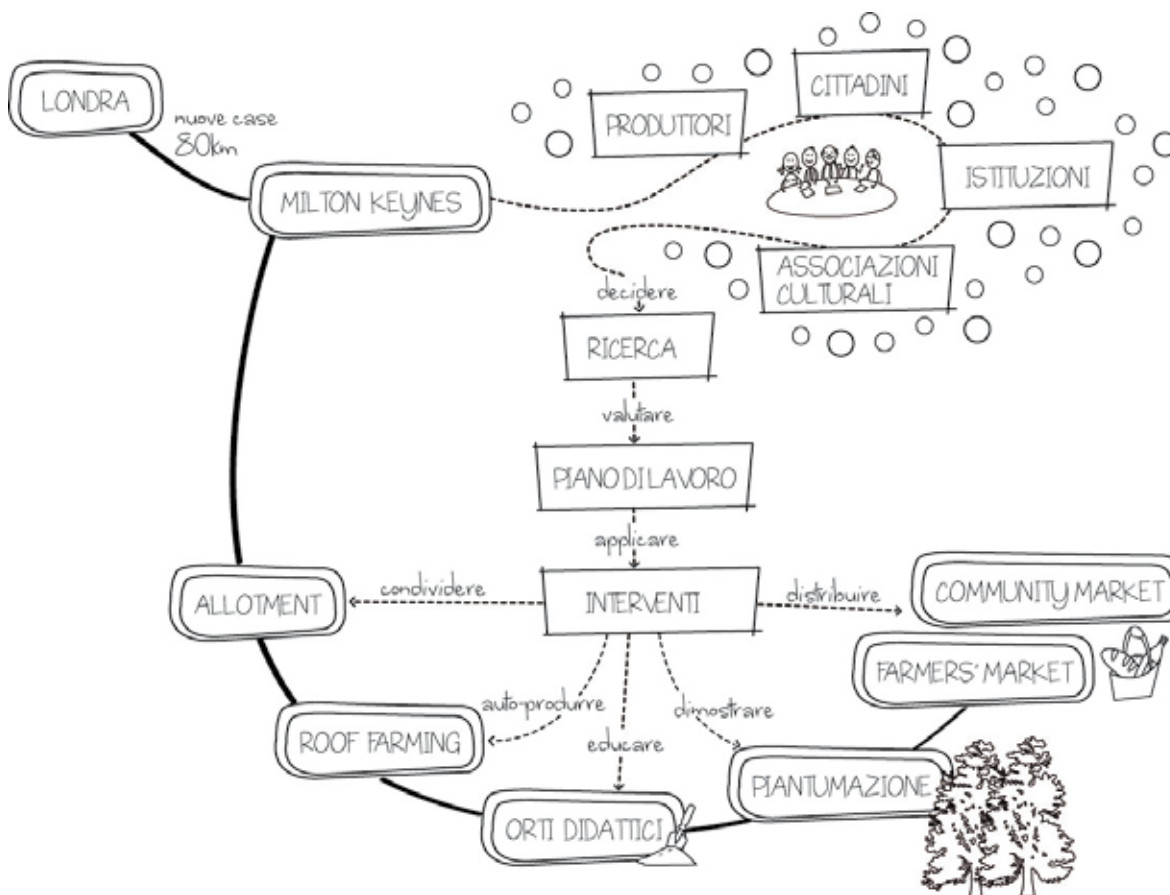 LONDRA
nuove case
80km
MILTON KEYNES
PRODUTTORI
CITTADINI
ISTITUZIONI
ASSOCIAZIONI
CULTURALI
decidere
RICERCA
valutare
PIANO DI LAVORO
applicare
INTERVENTI
condividere
ALLOTMENT
distribuire
COMMUNITY MARKET
FARMERS' MARKET
auto-produrre
ROOF FARMING
educare
ORTI DIDATTICI
dimostrare
PIANTUMAZIONE